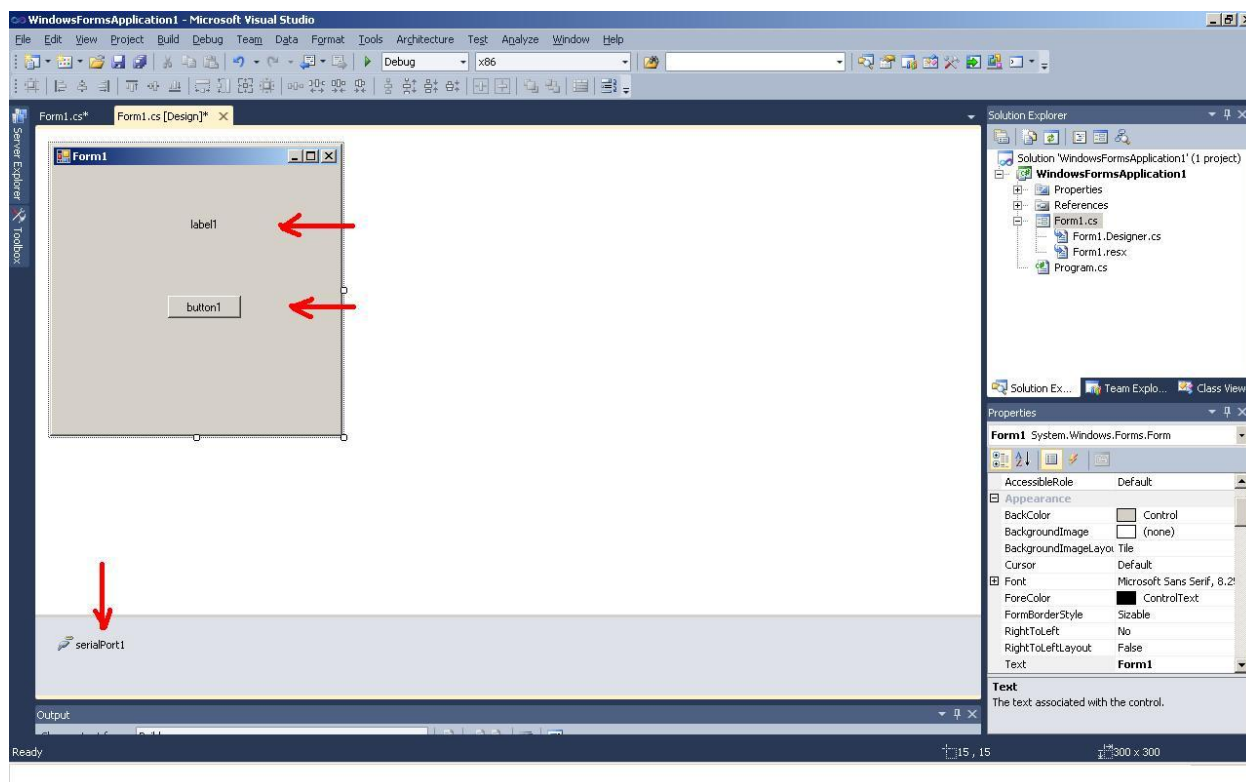 WindowsFormsApplication1 - Microsoft Visual Studio
File Edit View Project Build Debug Team Data Format Tools Architecture Test Analyze Window Help
Debug x86
Form1.cs* Form1.cs [Design]* X
Server Explorer
Toolbox
Form1
label1
button1
serialPort1
Output
Solution Explorer
Solution 'WindowsFormsApplication1' (1 project)
WindowsFormsApplication1
Properties
References
Form1.cs
Form1.Designer.cs
Form1.resx
Program.cs
Solution Ex... Team Explo... Class View
Properties
Form1 System.Windows.Forms.Form
AccessibleRole Default
Appearance
BackColor Control
BackgroundImage (none)
BackgroundImageLayou Tile
Cursor Default
Font Microsoft Sans Serif, 8.2
ForeColor ControlText
FormBorderStyle Sizable
RightToLeft No
RightToLeftLayout False
Text Form1
Text
The text associated with the control.
Ready 15 , 15 300 x 300